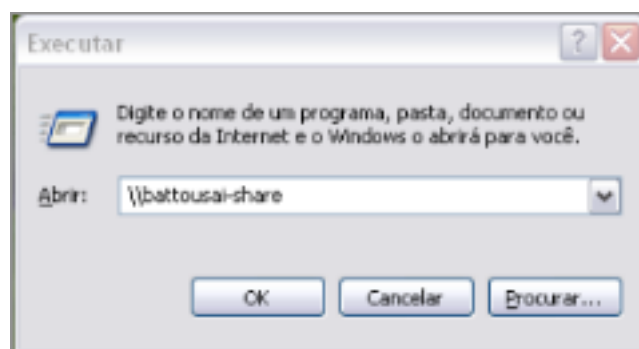 Executar
Digite o nome de um programa, pasta, documento ou
recurso da Internet e o Windows o abrirá para você.
Abrir: \\battousai-share
OK Cancelar Procurar...